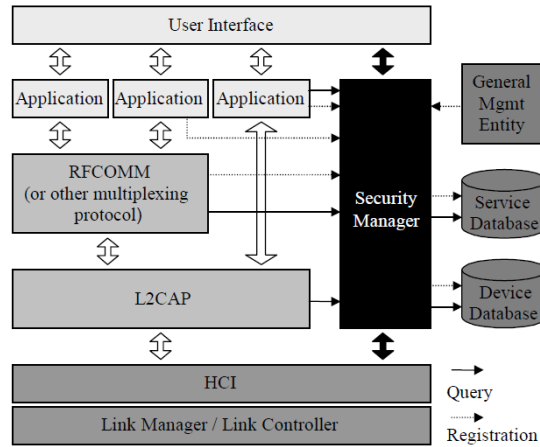 User Interface
Application
Application
Application
General
Mgmt
Entity
RFCOMM
(or other multiplexing
protocol)
Security
Manager
Service
Database
L2CAP
Device
Database
HCI
Query
Link Manager / Link Controller
Registration